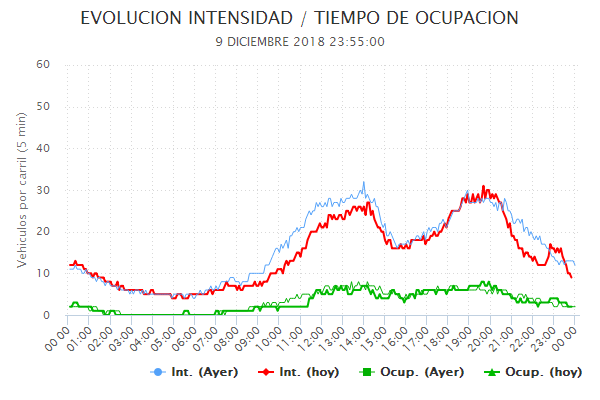 EVOLUCION INTENSIDAD / TIEMPO DE OCUPACION
9 DICIEMBRE 2018 23:55:00
Vehiculos por carril (5 min)
60
50
40
30
20
10
0
00:00 01:00 02:00 03:00 04:00 05:00 06:00 07:00 08:00 09:00 10:00 11:00 12:00 13:00 14:00 15:00 16:00 17:00 18:00 19:00 20:00 21:00 22:00 23:00 00:00
Int. (Ayer) Int. (hoy) Ocup. (Ayer) Ocup. (hoy)